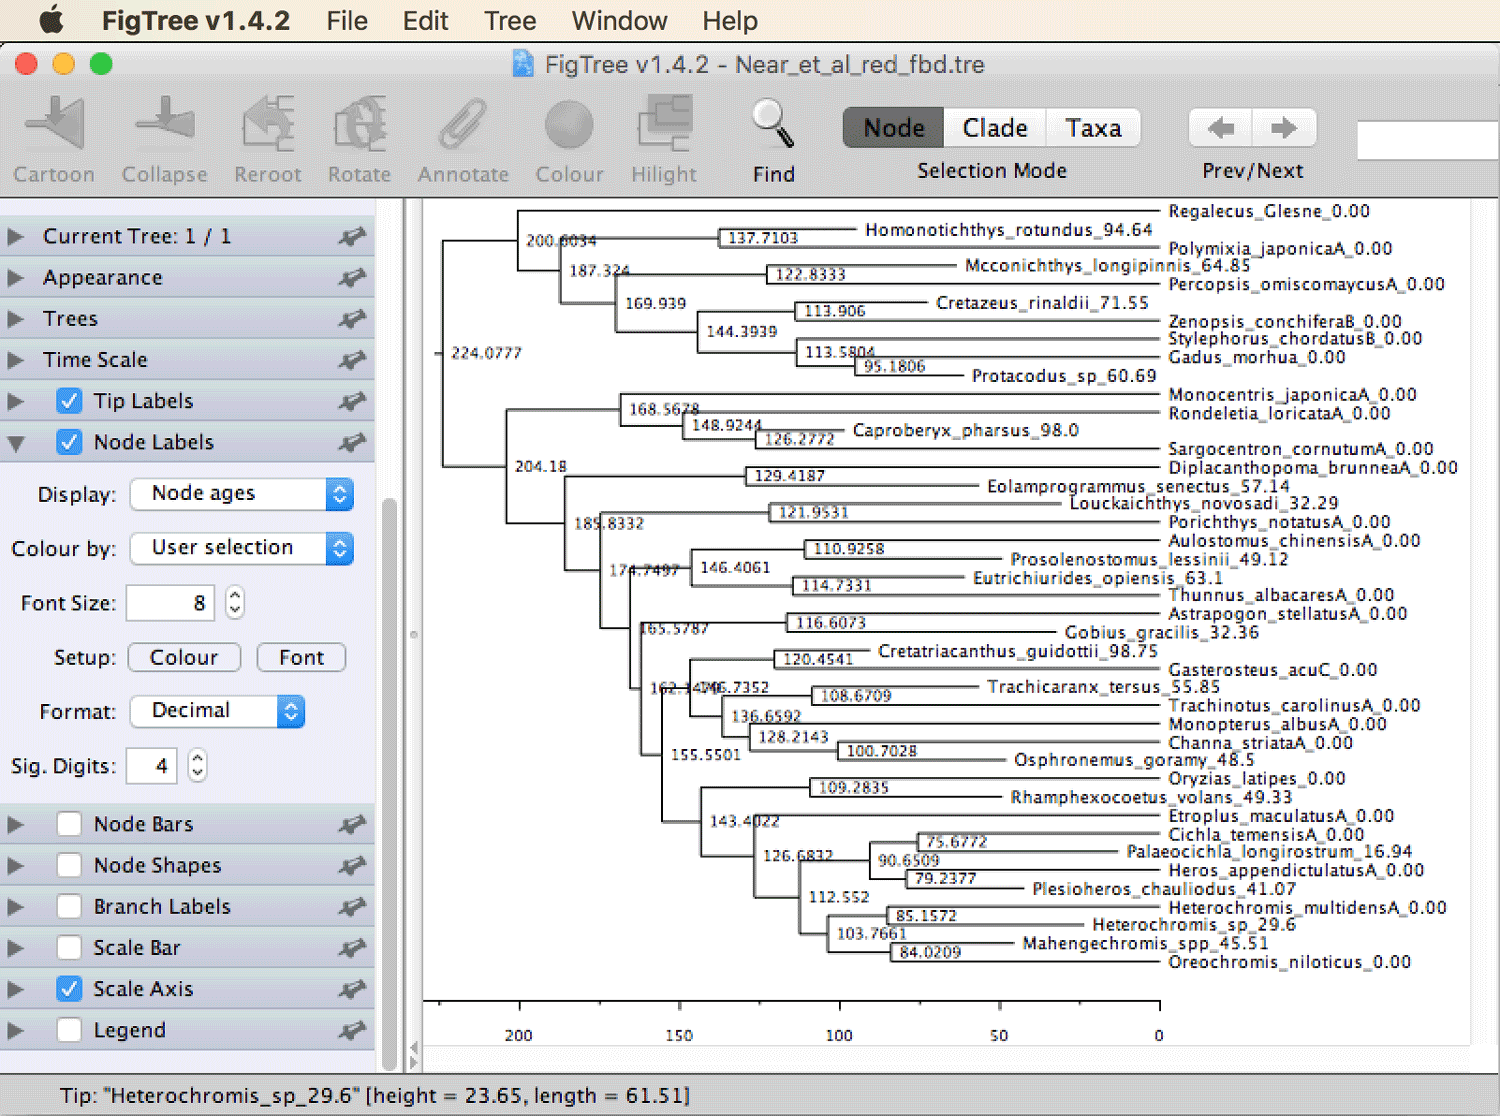 FigTree v1.4.2 File Edit Tree Window Help
FigTree v1.4.2 - Near_et_al_red_fbd.tre
Cartoon Collapse Reroot Rotate Annotate Colour Hilight Find
Node Clade Taxa
Selection Mode
Prev/Next
Current Tree: 1 / 1
Appearance
Trees
Time Scale
Tip Labels
Node Labels
Display: Node ages
Colour by: User selection
Font Size: 8
Setup: Colour Font
Format: Decimal
Sig. Digits: 4
Node Bars
Node Shapes
Branch Labels
Scale Bar
Scale Axis
Legend
Regalecus_Glesne_0.00
Homonotichthys_rotundus_94.64
200.6034
137.7103
Polymixia_japonicaA_0.00
Mcconichthys_longipinnis_64.85
187.324
122.8333
Percopsis_omiscomaycusA_0.00
169.939
Cretazeus_rinaldii_71.55
113.906
Zenopsis_conchiferaB_0.00
144.3939
Stylephorus_chordatusB_0.00
224.0777
113.5804
Gadus_morhua_0.00
95.1806
Protacodus_sp_60.69
Monocentris_japonicaA_0.00
168.5678
Rondeletia_loricataA_0.00
148.9244
Caproberyx_pharsus_98.0
126.2772
Sargocentron_cornutumA_0.00
204.18
Diplacanthopoma_brunneaA_0.00
129.4187
Eolamprogrammus_senectus_57.14
Louckaichthys_novosadi_32.29
121.9531
185.8332
Porichthys_notatusA_0.00
Aulostomus_chinensisA_0.00
110.9258
Prosolenostomus_lessinii_49.12
174.7497
146.4061
Eutrichiurides_opiensis_63.1
114.7331
Thunnus_albacaresA_0.00
Astrapogon_stellatusA_0.00
165.5787
116.6073
Gobius_gracilis_32.36
Cretatriacanthus_guidottii_98.75
120.4541
Gasterosteus_acuC_0.00
146.7352
Trachicaranx_tersus_55.85
108.6709
Trachinotus_carolinusA_0.00
136.6592
Monopterus_albusA_0.00
128.2143
Channa_striataA_0.00
155.5501
100.7028
Osphronemus_goramy_48.5
Oryzias_latipes_0.00
109.2835
Rhamphexocoetus_volans_49.33
143.4022
Etroplus_maculatusA_0.00
Cichla_temensisA_0.00
75.6772
Palaeocichla_longirostrum_16.94
126.6832
90.6509
Heros_appendictulatusA_0.00
79.2377
Plesioheros_chauliodus_41.07
112.552
Heterochromis_multidensA_0.00
85.1572
Heterochromis_sp_29.6
103.7661
Mahengechromis_spp_45.51
84.0209
Oreochromis_niloticus_0.00
200 150 100 50 0
Tip: "Heterochromis_sp_29.6" [height = 23.65, length = 61.51]